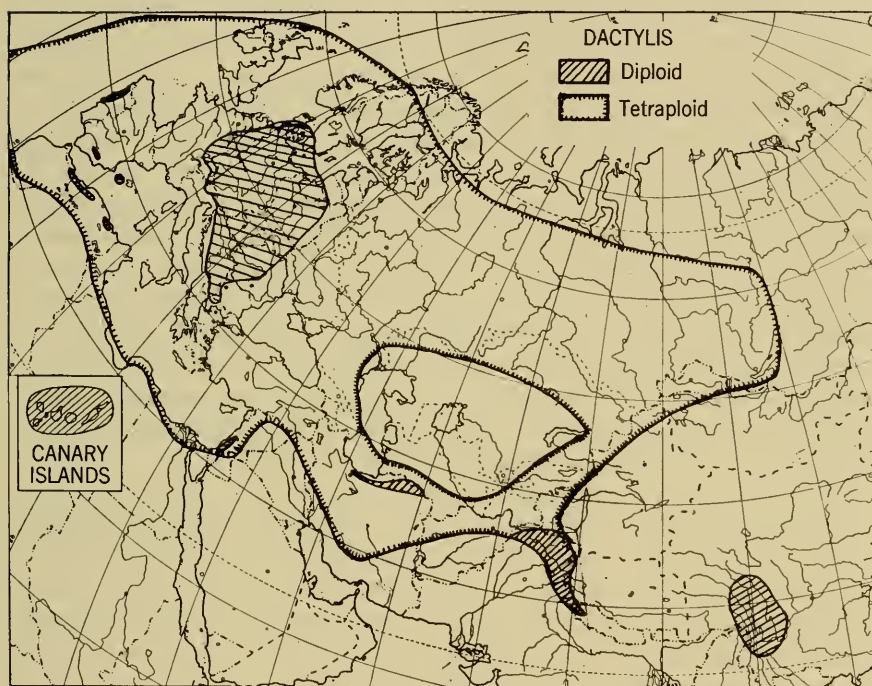 DACTYLIS
Diploid
Tetraploid
CANARY
ISLANDS